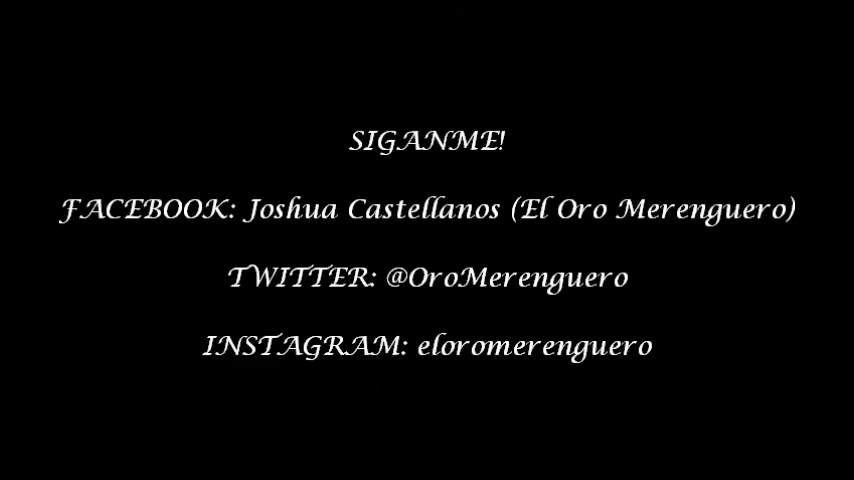 SIGANME!
FACEBOOK: Joshua Castellanos (El Oro Merenguero)
TWITTER: @OroMerenguero
INSTAGRAM: eloromerenguero